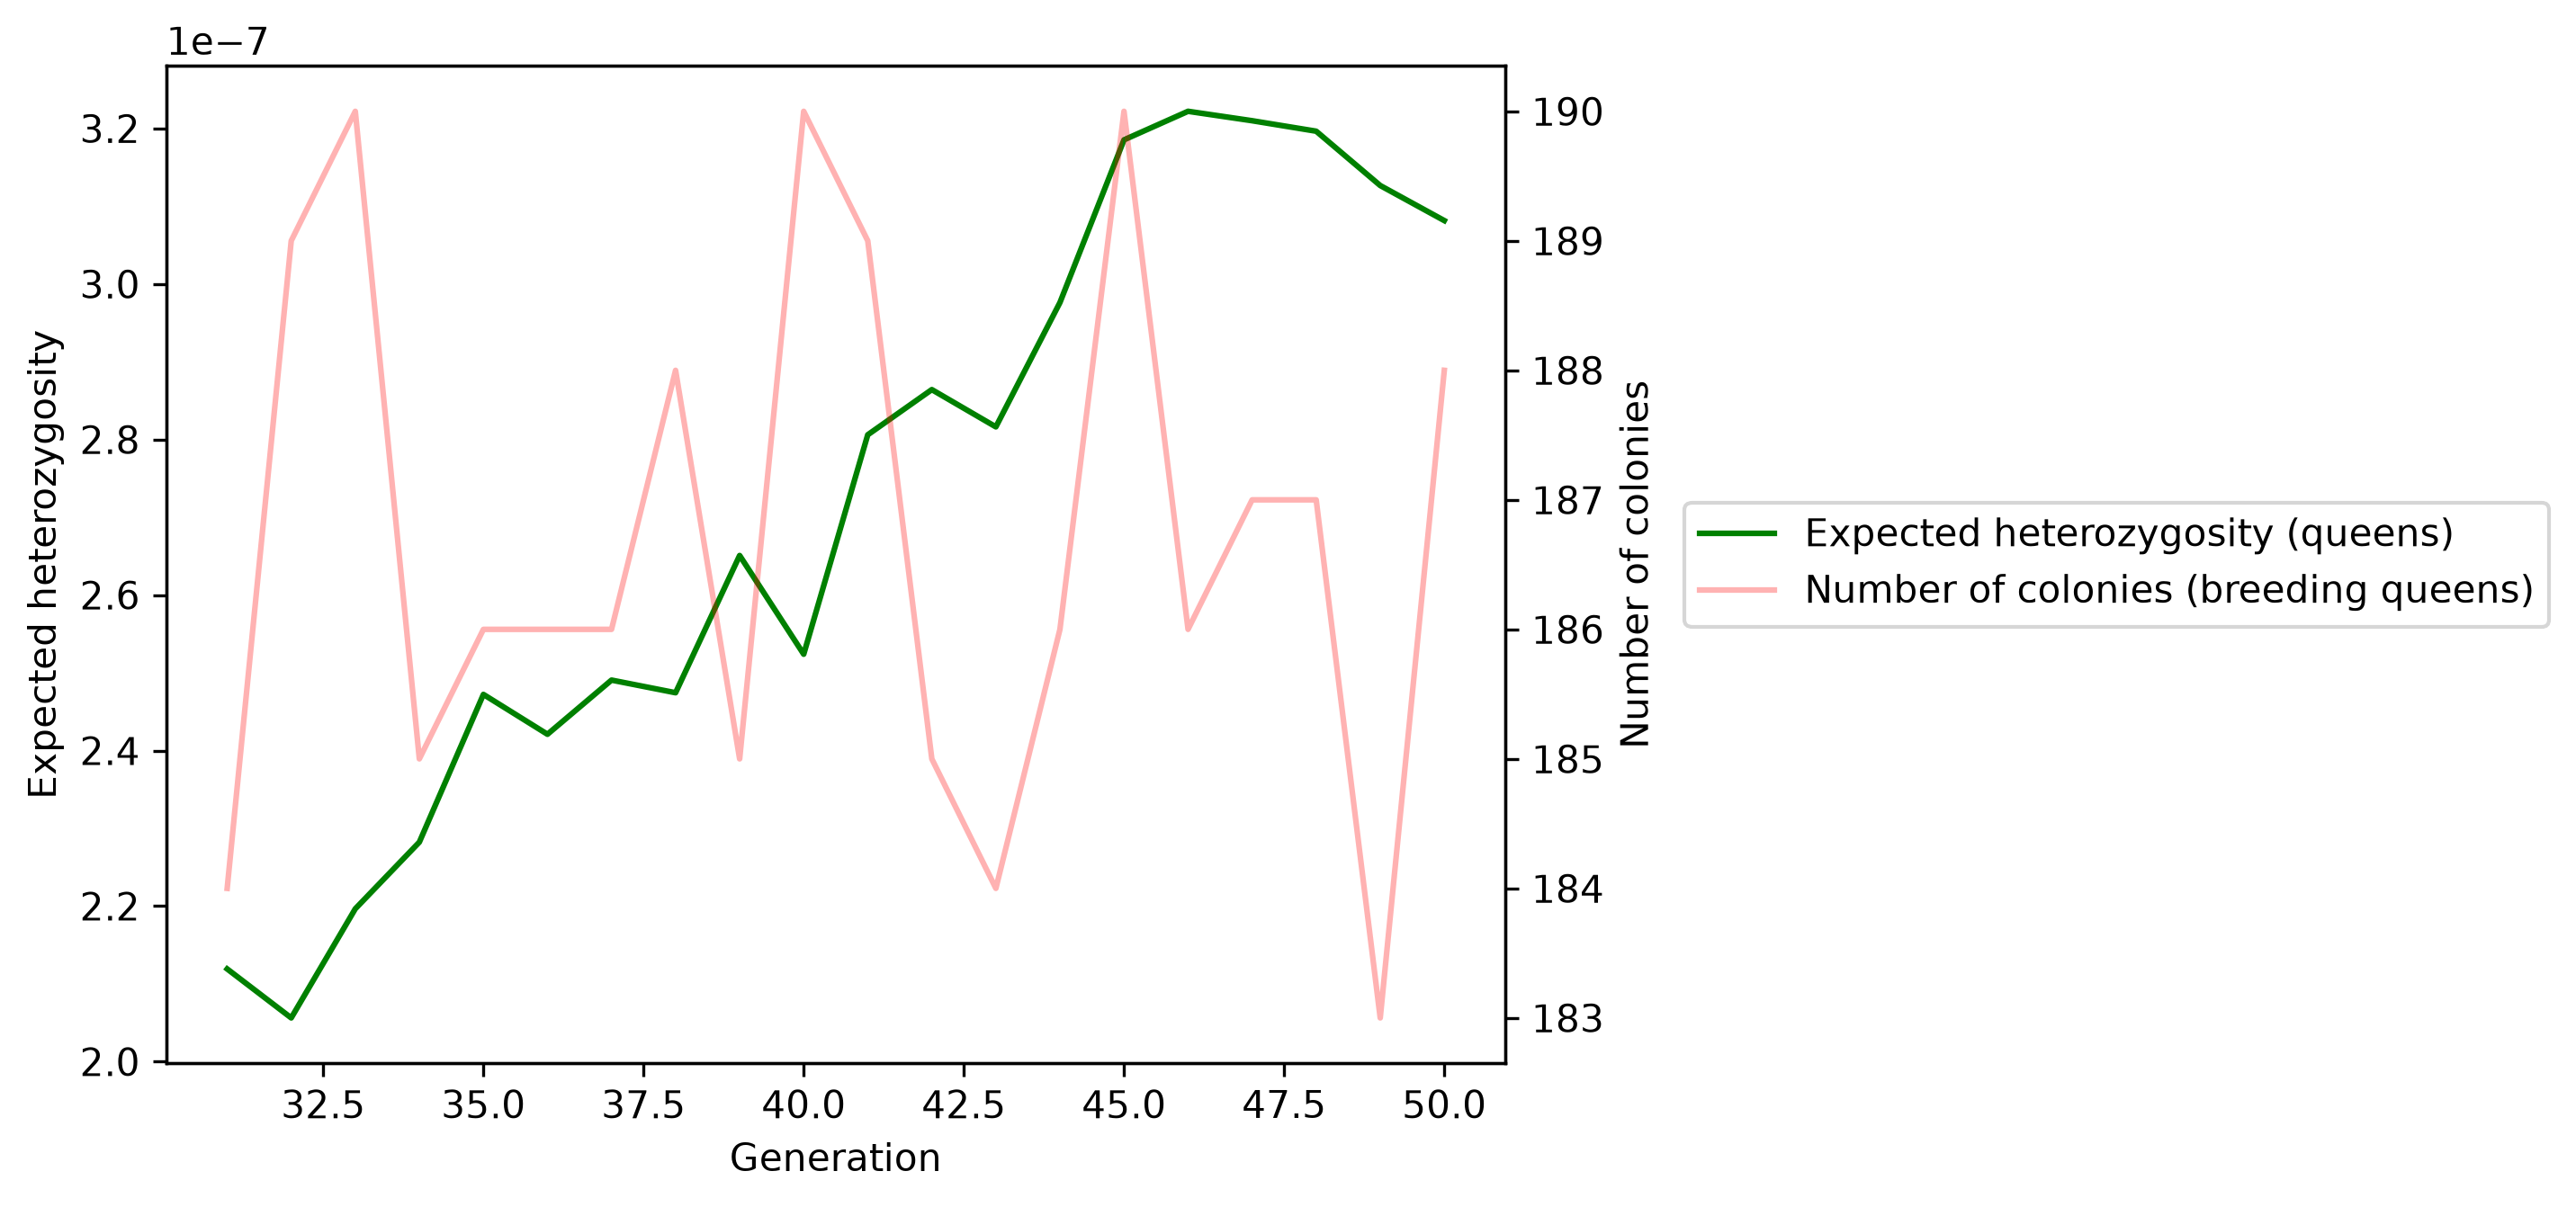 1e−7
3.2
3.0
2.8
2.6
2.4
2.2
2.0
Expected heterozygosity
190
189
188
187
186
185
184
183
Number of colonies
32.5 35.0 37.5 40.0 42.5 45.0 47.5 50.0
Generation
Expected heterozygosity (queens)
Number of colonies (breeding queens)